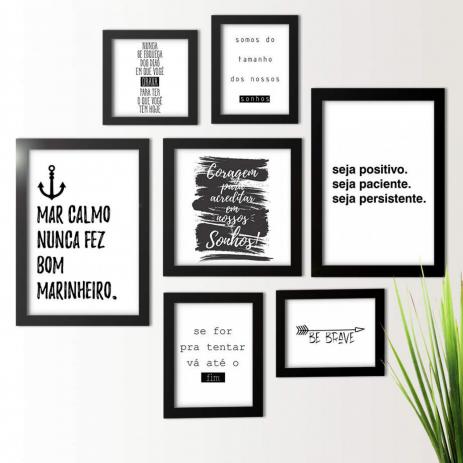 NUNCA
SE ESQUEÇA
DOS DIAS
EM QUE VOCÊ
PARA TER
O QUE VOCÊ
TEM HOJE
somos do
tamanho
dos nossos
sonhos
seja positivo.
seja paciente.
seja persistente.
MAR CALMO
NUNCA FEZ
BOM
MARINHEIRO.
Coragem
para
acreditar
em
nossos
Sonhos!
se for
pra tentar
vá até o
fim
BE BRAVE